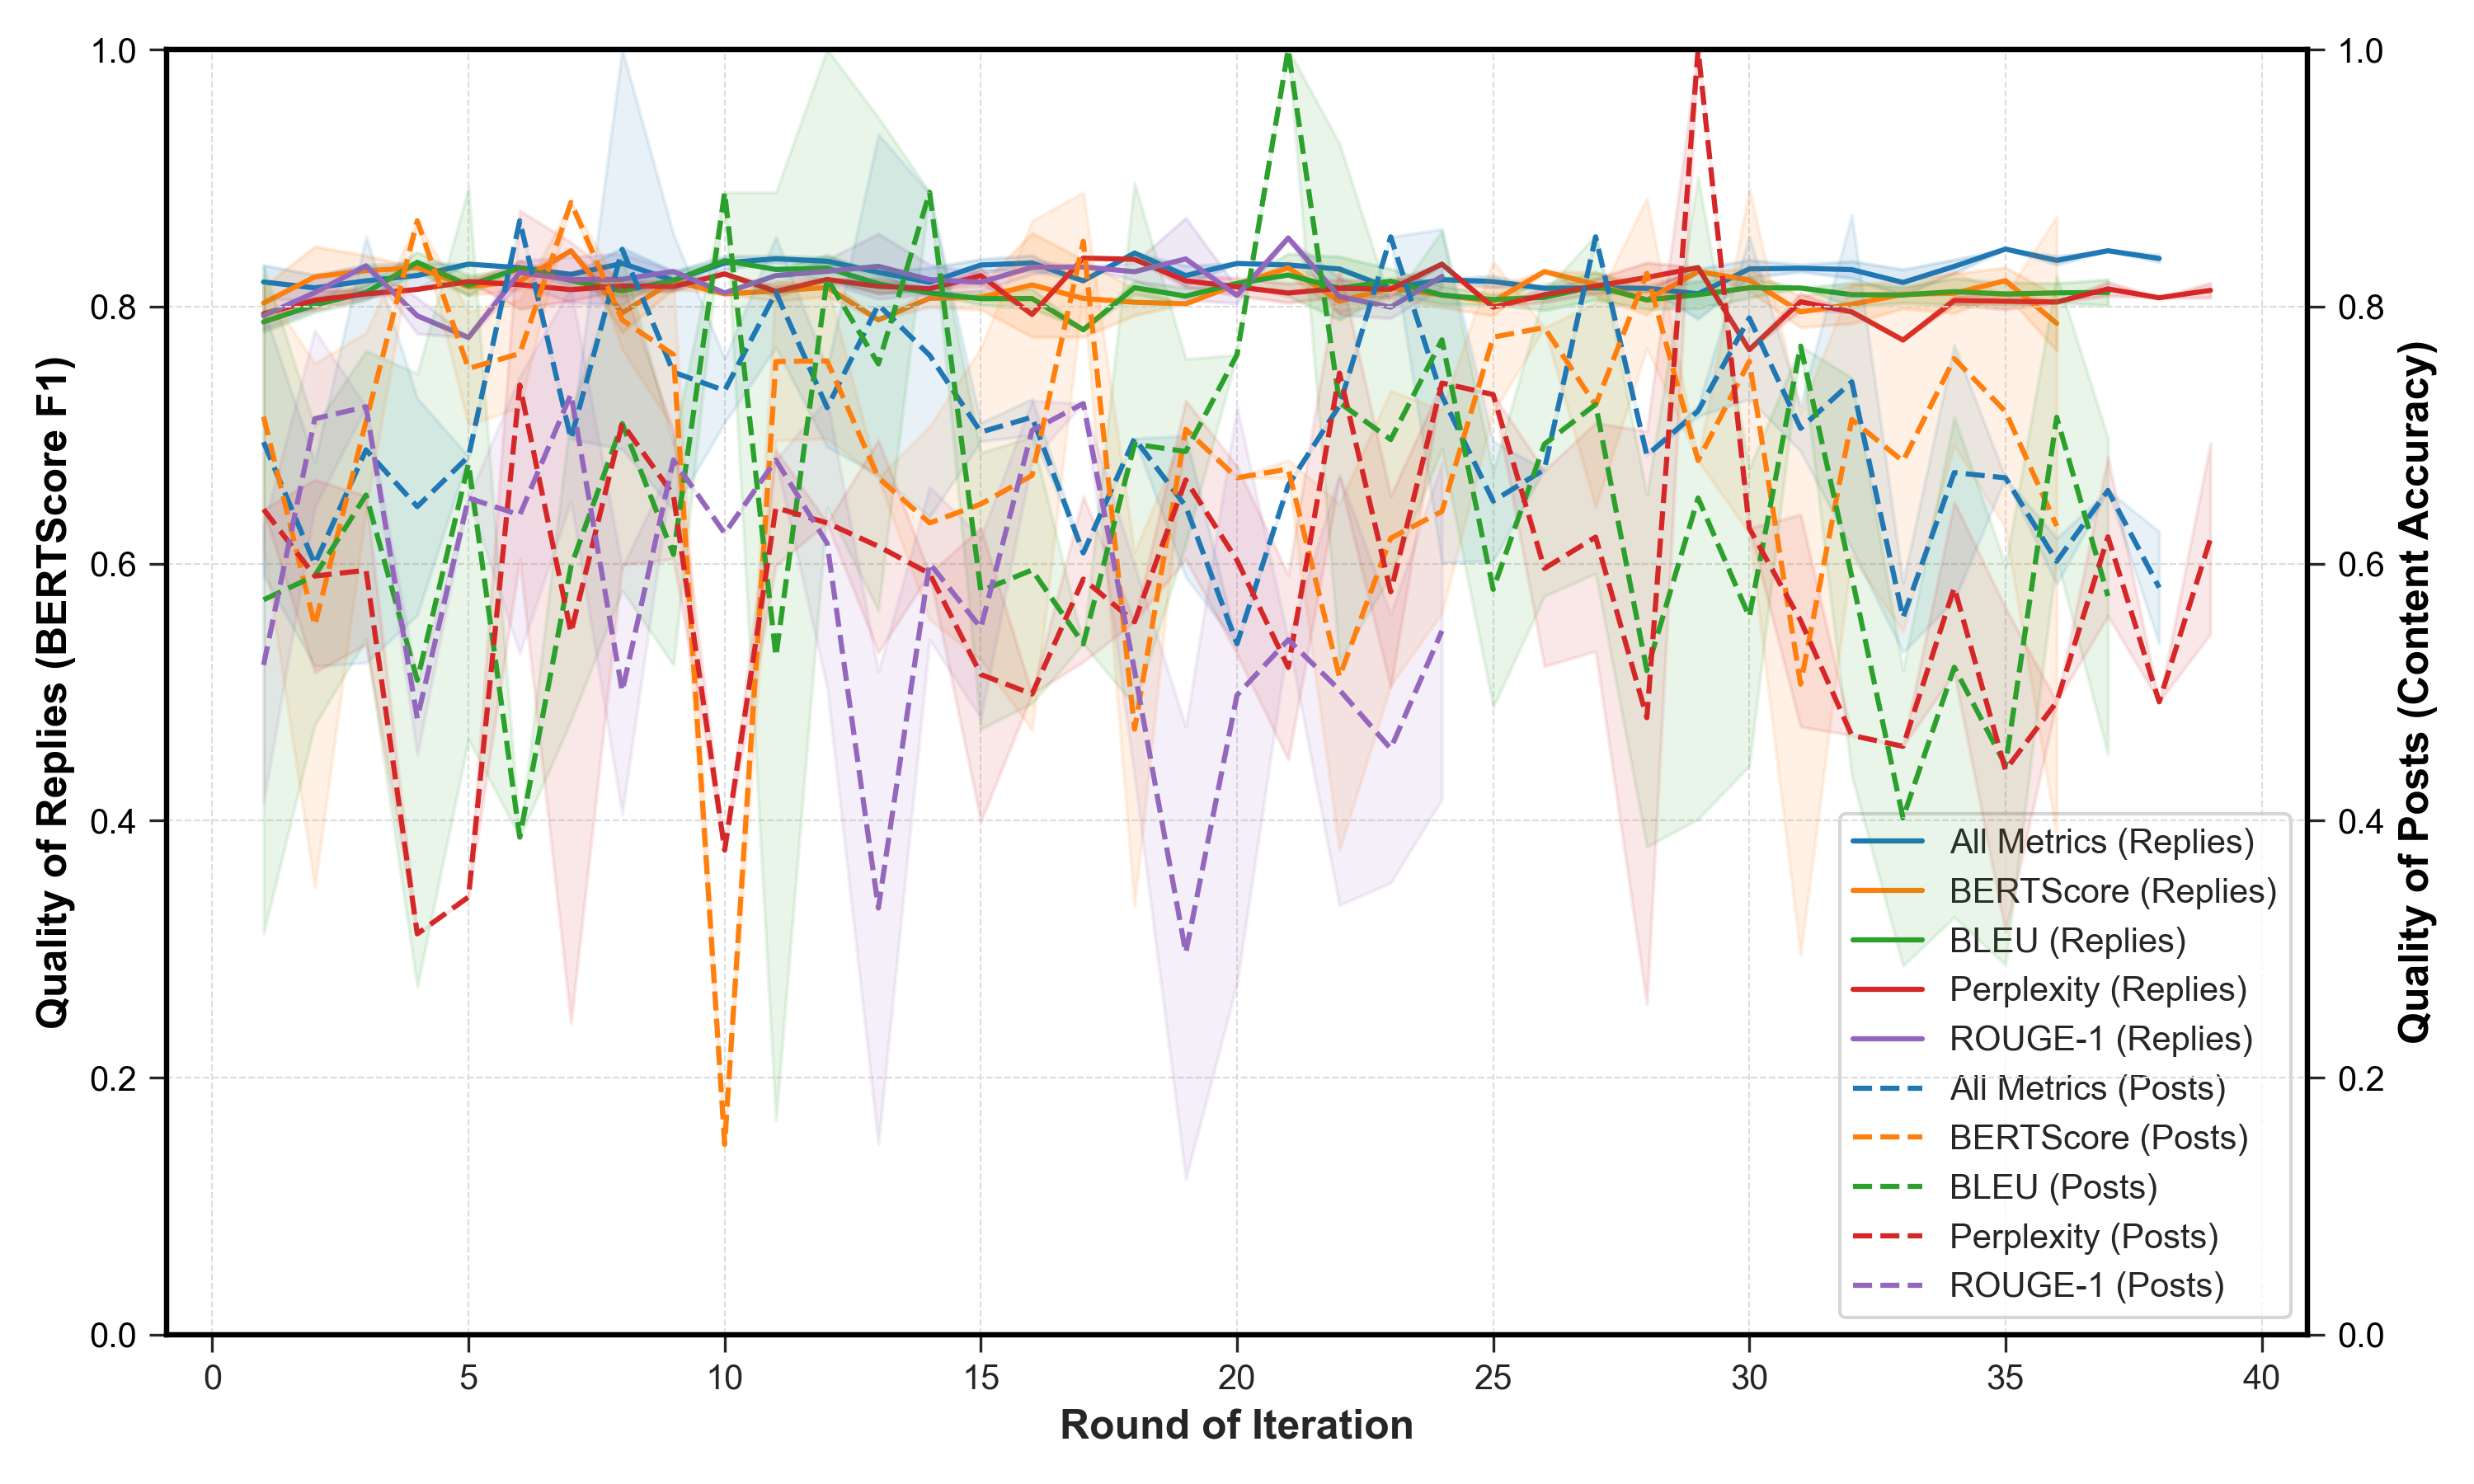 1.0
0.8
0.6
0.4
0.2
0.0
Quality of Replies (BERTScore F1)
1.0
0.8
0.6
0.4
0.2
0.0
Quality of Posts (Content Accuracy)
All Metrics (Replies)
BERTScore (Replies)
BLEU (Replies)
Perplexity (Replies)
ROUGE-1 (Replies)
All Metrics (Posts)
BERTScore (Posts)
BLEU (Posts)
Perplexity (Posts)
ROUGE-1 (Posts)
0 5 10 15 20 25 30 35 40
Round of Iteration